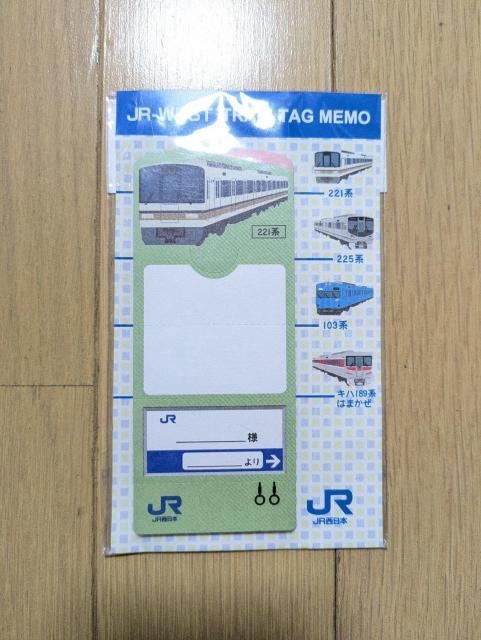 JR-WEST TRAIN TAG MEMO
221系
221系
225系
103系
キハ189系
はまかぜ
JR
様
より
JR
JR西日本
JR
JR西日本